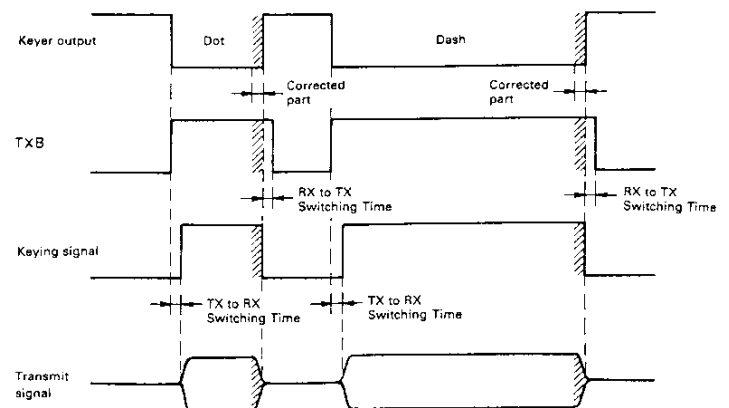 Keyer output
Dot
Dash
Corrected
part
Corrected
part
TXB
RX to TX
Switching Time
RX to TX
Switching Time
Keying signal
TX to RX
Switching Time
TX to RX
Switching Time
Transmit
signal